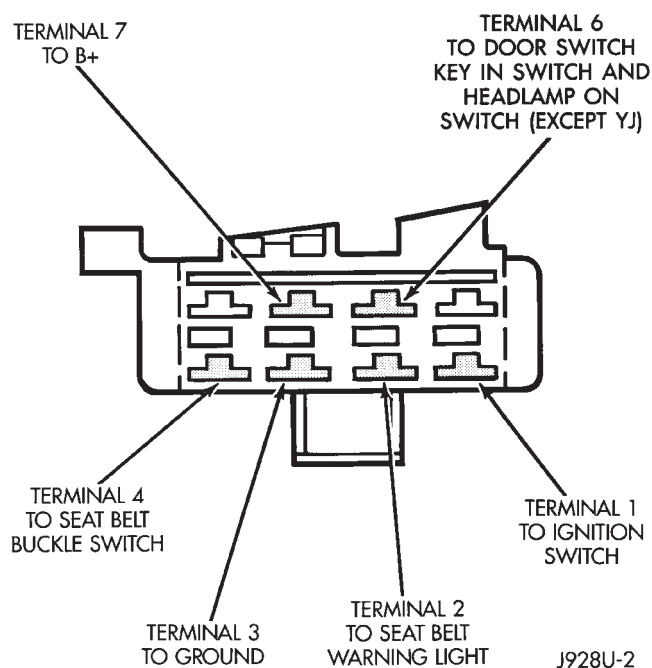 TERMINAL 7
TO B+
TERMINAL 6
TO DOOR SWITCH
KEY IN SWITCH AND
HEADLAMP ON
SWITCH (EXCEPT YJ)
TERMINAL 4
TO SEAT BELT
BUCKLE SWITCH
TERMINAL 1
TO IGNITION
SWITCH
TERMINAL 3
TO GROUND
TERMINAL 2
TO SEAT BELT
WARNING LIGHT
J928U-2